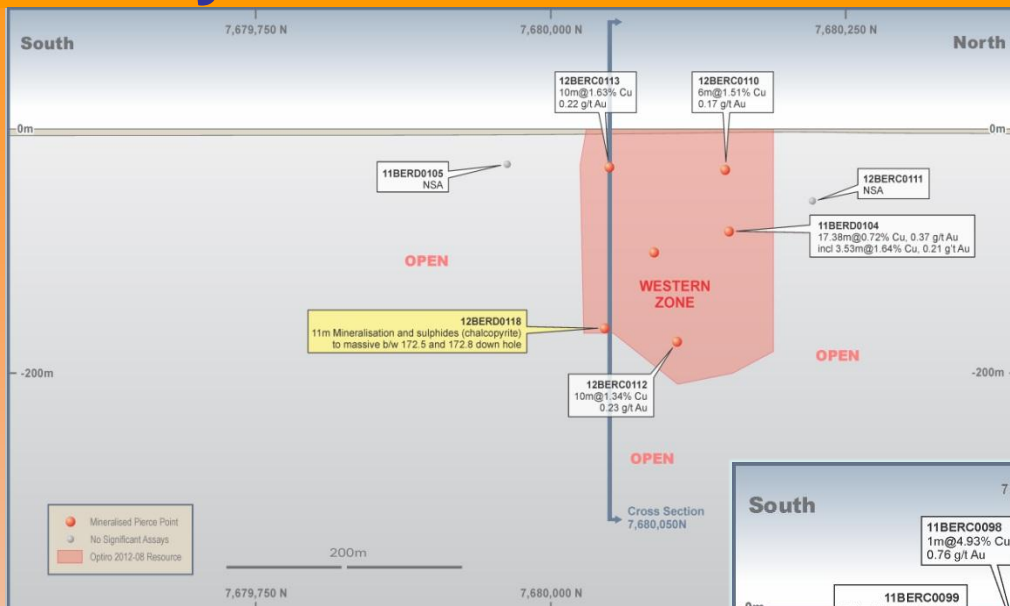 7,679,750 N
7,680,000 N
7,680,250 N
South
North
12BERC0113
10m@1.63% Cu
0.22 g/t Au
12BERC0110
6m@1.51% Cu
0.17 g/t Au
0m
0m
11BERD0105
NSA
12BERC0111
NSA
11BERD0104
17.38m@0.72% Cu, 0.37 g/t Au
incl 3.53m@1.64% Cu, 0.21 g't Au
OPEN
WESTERN
ZONE
12BERD0118
11m Mineralisation and sulphides (chalcopyrite)
to massive b/w 172.5 and 172.8 down hole
OPEN
-200m
-200m
12BERC0112
10m@1.34% Cu
0.23 g/t Au
OPEN
Cross Section
7,680,050N
Mineralised Pierce Point
No Significant Assays
Optiro 2012-08 Resource
200m
7,679,750 N
7,680,000 N
South
7
11BERC0098
1m@4.93% Cu
0.76 g/t Au
11BERC0099
0m